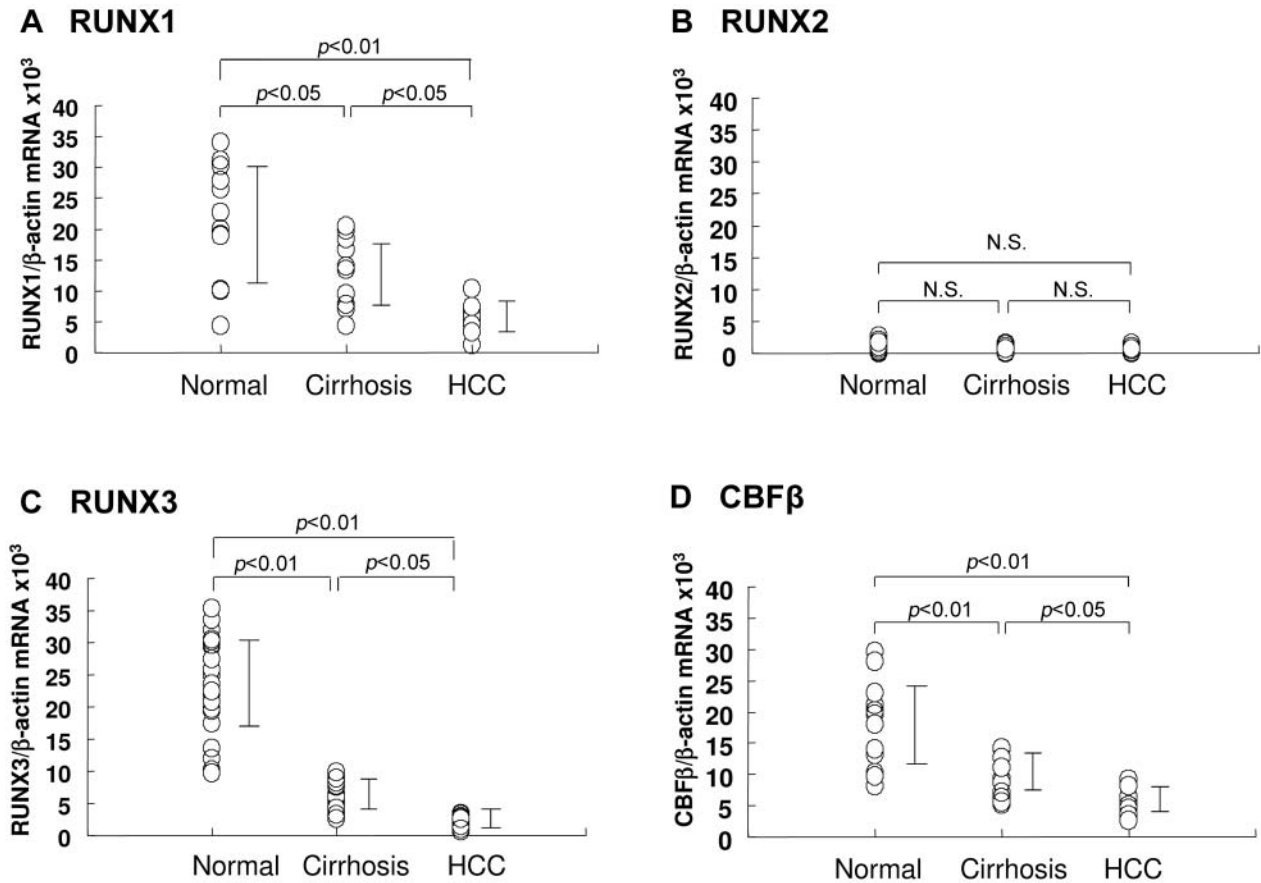 A RUNX1
p<0.01
p<0.05 p<0.05
RUNX1/β-actin mRNA x10³
40
35
30
25
20
15
10
5
0
Normal Cirrhosis HCC
B RUNX2
RUNX2/β-actin mRNA x10³
40
35
30
25
20
15
10
5
0
N.S.
N.S. N.S.
Normal Cirrhosis HCC
C RUNX3
p<0.01
p<0.01 p<0.05
RUNX3/β-actin mRNA x10³
40
35
30
25
20
15
10
5
0
Normal Cirrhosis HCC
D CBFβ
p<0.01
p<0.01 p<0.05
CBFβ/β-actin mRNA x10³
40
35
30
25
20
15
10
5
0
Normal Cirrhosis HCC